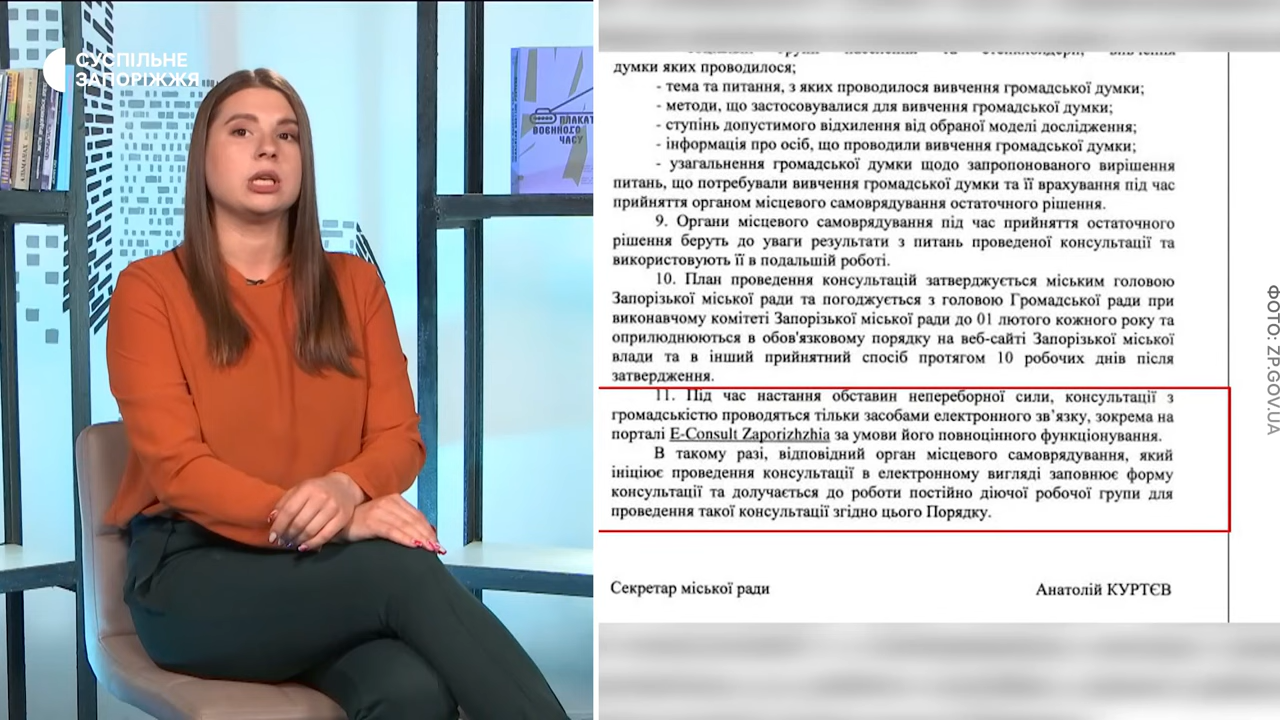 СУСПІЛЬНЕ
ЗАПОРІЖЖЯ
АЛЬМАНАХ
ПЛАКАТ
ВОЄННОГО
ЧАСУ
думки яких проводилося;
- тема та питання, з яких проводилося вивчення громадської думки;
- методи, що застосовувалися для вивчення громадської думки;
- ступінь допустимого відхилення від обраної моделі дослідження;
- інформація про осіб, що проводили вивчення громадської думки;
- узагальнення громадської думки щодо запропонованого вирішення
питань, що потребували вивчення громадської думки та її врахування під час
прийняття органом місцевого самоврядування остаточного рішення.
9. Органи місцевого самоврядування під час прийняття остаточного
рішення беруть до уваги результати з питань проведеної консультації та
використовують її в подальшій роботі.
10. План проведення консультацій затверджується міським головою
Запорізької міської ради та погоджується з головою Громадської ради при
виконавчому комітеті Запорізької міської ради до 01 лютого кожного року та
оприлюднюються в обов'язковому порядку на веб-сайті Запорізької міської
влади та в інший прийнятний спосіб протягом 10 робочих днів після
затвердження.
11. Під час настання обставин непереборної сили, консультації з
громадськістю проводяться тільки засобами електронного зв’язку, зокрема на
порталі E-Consult Zaporizhzhia за умови його повноцінного функціонування.
В такому разі, відповідний орган місцевого самоврядування, який
ініціює проведення консультації в електронному вигляді заповнює форму
консультації та долучається до роботи постійно діючої робочої групи для
проведення такої консультації згідно цього Порядку.
Секретар міської ради
Анатолій КУРТЄВ
ФОТО: ZP.GOV.UA